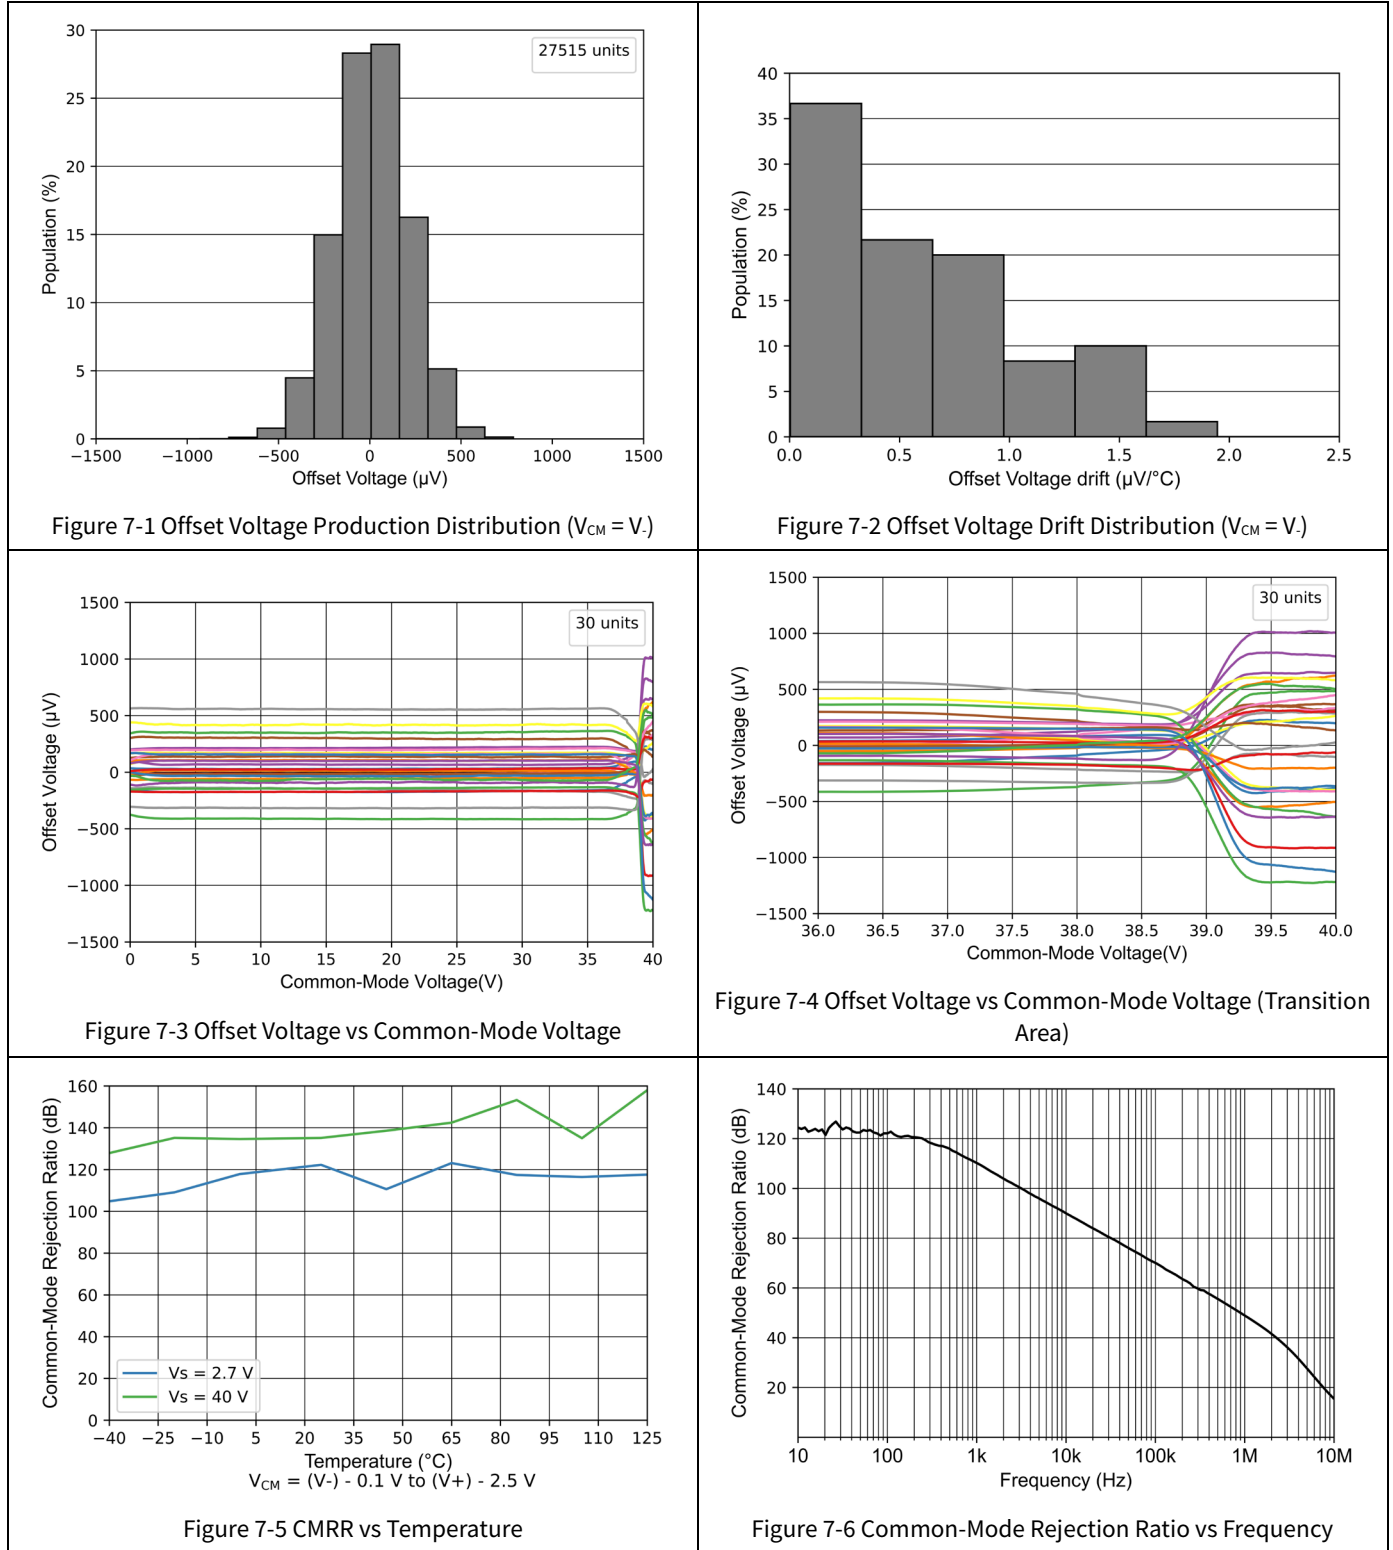 30
25
20
15
10
5
0
Population (%)
27515 units
−1500 −1000 −500 0 500 1000 1500
Offset Voltage (μV)
Figure 7-1 Offset Voltage Production Distribution (VCM = V-)
40
35
30
25
20
15
10
5
0
Population (%)
0.0 0.5 1.0 1.5 2.0 2.5
Offset Voltage drift (μV/°C)
Figure 7-2 Offset Voltage Drift Distribution (VCM = V-)
1500
1000
500
0
−500
−1000
−1500
Offset Voltage (μV)
30 units
0 5 10 15 20 25 30 35 40
Common-Mode Voltage(V)
Figure 7-3 Offset Voltage vs Common-Mode Voltage
1500
1000
500
0
−500
−1000
−1500
Offset Voltage (μV)
30 units
36.0 36.5 37.0 37.5 38.0 38.5 39.0 39.5 40.0
Common-Mode Voltage(V)
Figure 7-4 Offset Voltage vs Common-Mode Voltage (Transition
Area)
160
140
120
100
80
60
40
20
0
Common-Mode Rejection Ratio (dB)
Vs = 2.7 V
Vs = 40 V
−40 −25 −10 5 20 35 50 65 80 95 110 125
Temperature (°C)
VCM = (V-) - 0.1 V to (V+) - 2.5 V
Figure 7-5 CMRR vs Temperature
140
120
100
80
60
40
20
Common-Mode Rejection Ratio (dB)
10 100 1k 10k 100k 1M 10M
Frequency (Hz)
Figure 7-6 Common-Mode Rejection Ratio vs Frequency